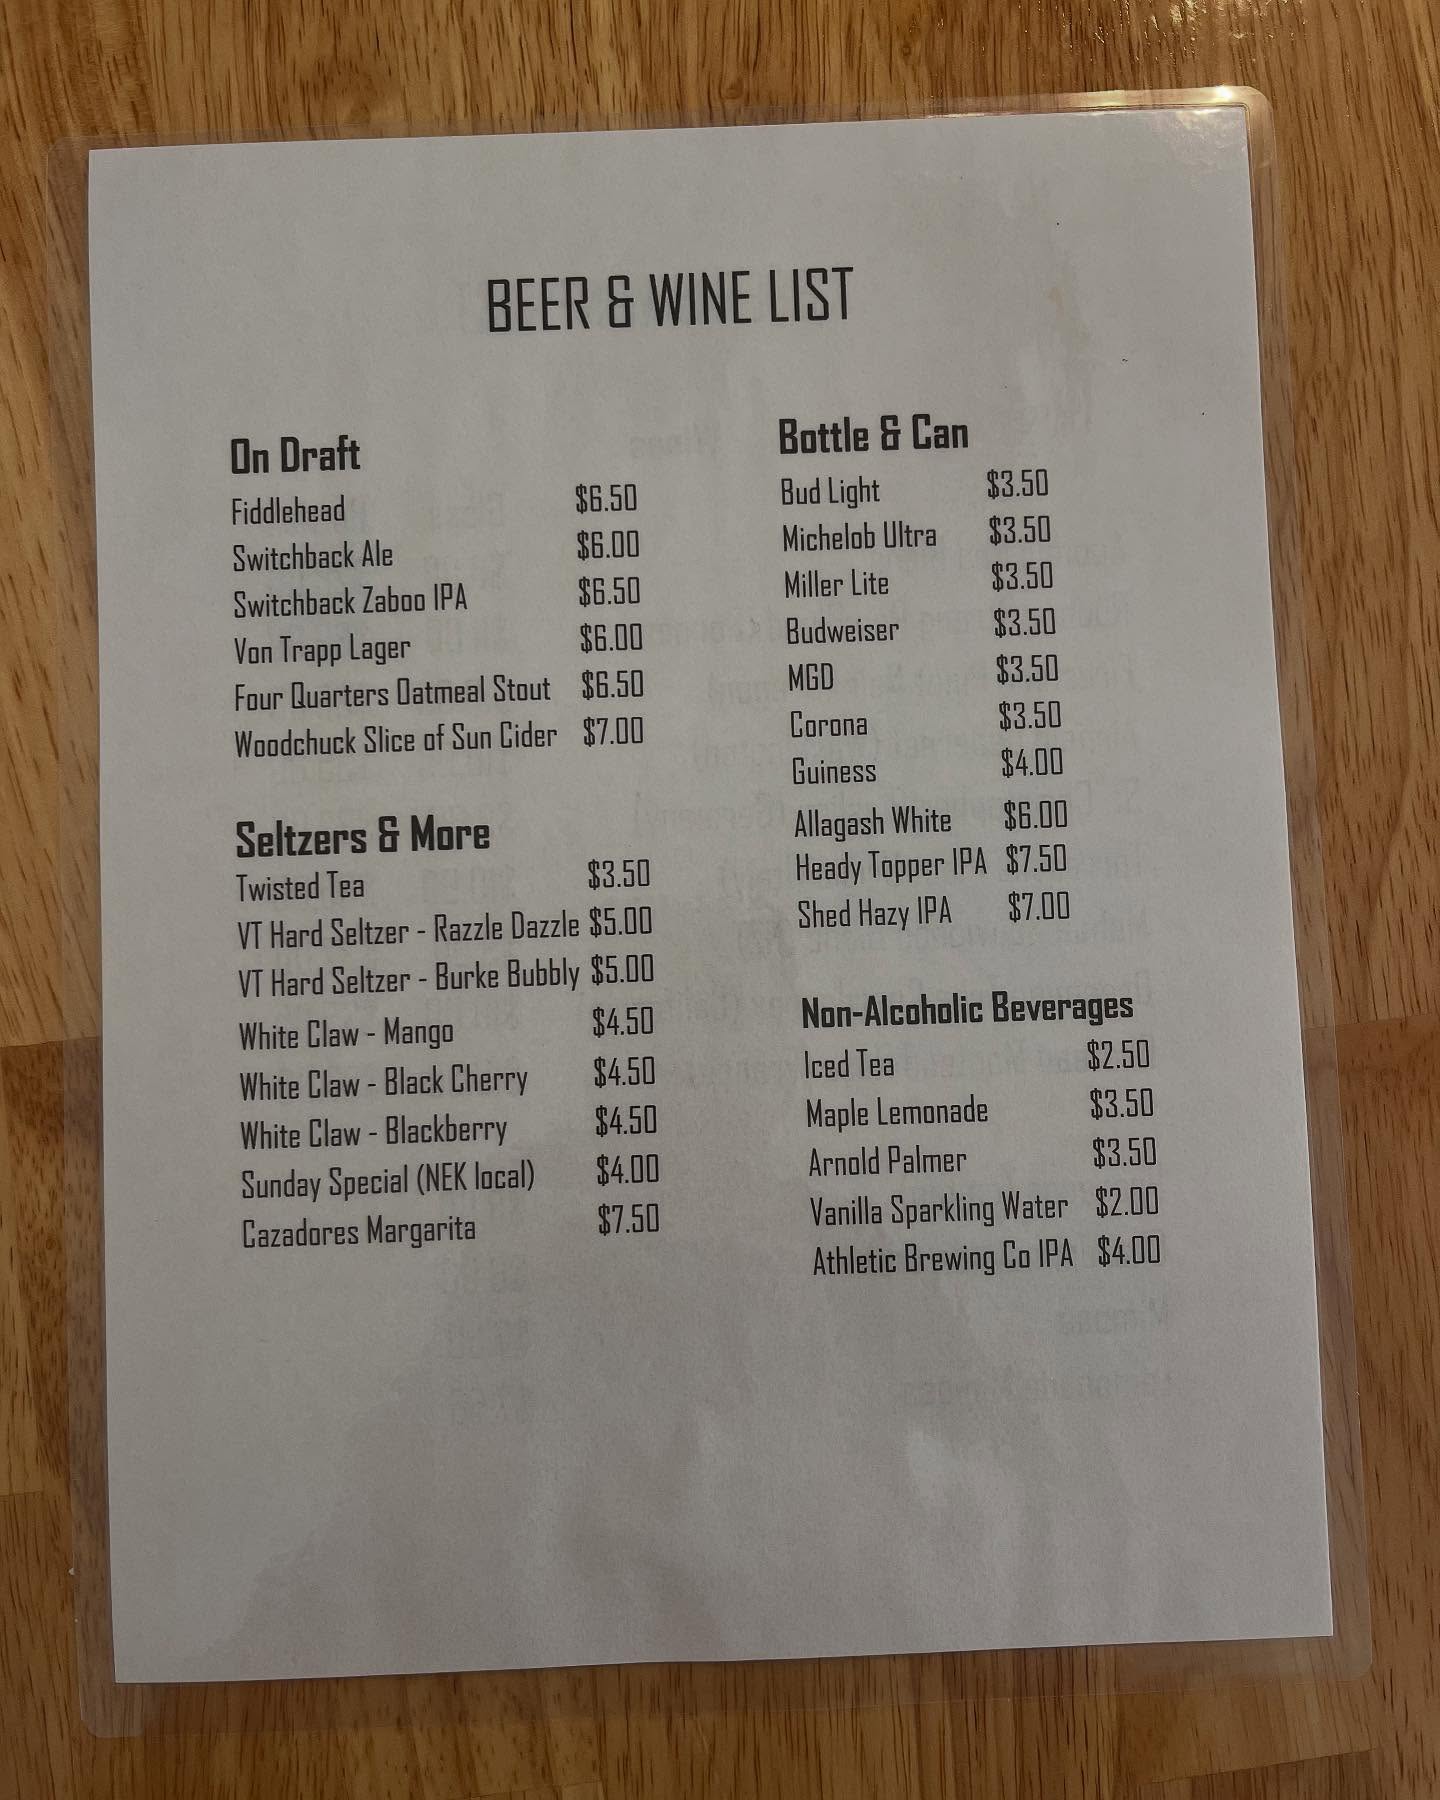 BEER & WINE LIST
On Draft
Fiddlehead $6.50
Switchback Ale $6.00
Switchback Zaboo IPA $6.50
Von Trapp Lager $6.00
Four Quarters Oatmeal Stout $6.50
Woodchuck Slice of Sun Cider $7.00
Seltzers & More
Twisted Tea $3.50
VT Hard Seltzer - Razzle Dazzle $5.00
VT Hard Seltzer - Burke Bubbly $5.00
White Claw - Mango $4.50
White Claw - Black Cherry $4.50
White Claw - Blackberry $4.50
Sunday Special (NEK local) $4.00
Cazadores Margarita $7.50
Bottle & Can
Bud Light $3.50
Michelob Ultra $3.50
Miller Lite $3.50
Budweiser $3.50
MGD $3.50
Corona $3.50
Guiness $4.00
Allagash White $6.00
Heady Topper IPA $7.50
Shed Hazy IPA $7.00
Non-Alcoholic Beverages
Iced Tea $2.50
Maple Lemonade $3.50
Arnold Palmer $3.50
Vanilla Sparkling Water $2.00
Athletic Brewing Co IPA $4.00